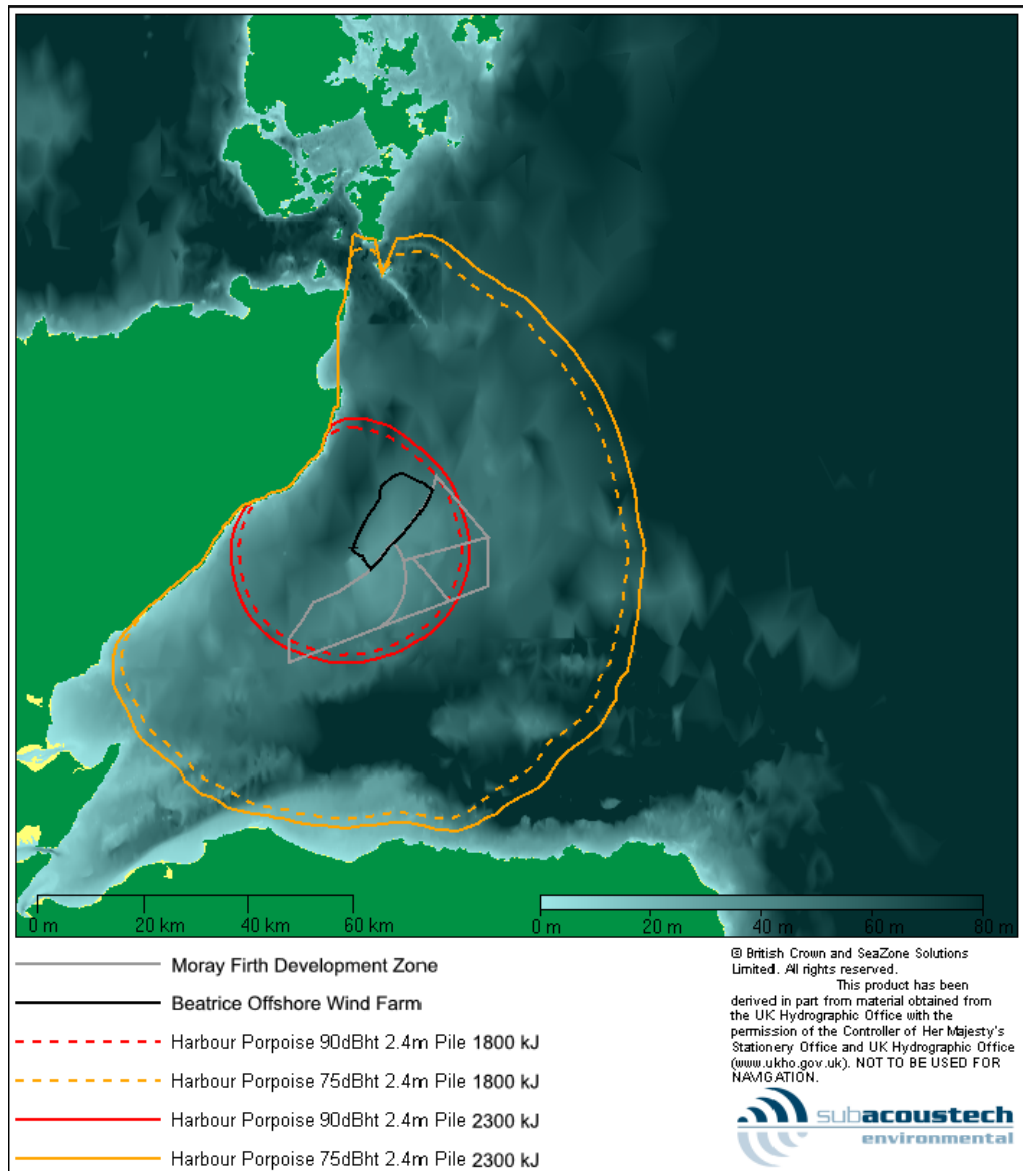 0 m 20 km 40 km 60 km
0 m 20 m 40 m 60 m 80 m
Moray Firth Development Zone
Beatrice Offshore Wind Farm
Harbour Porpoise 90dBht 2.4m Pile 1800 kJ
Harbour Porpoise 75dBht 2.4m Pile 1800 kJ
Harbour Porpoise 90dBht 2.4m Pile 2300 kJ
Harbour Porpoise 75dBht 2.4m Pile 2300 kJ
© British Crown and SeaZone Solutions
Limited. All rights reserved.
This product has been
derived in part from material obtained from
the UK Hydrographic Office with the
permission of the Controller of Her Majesty's
Stationery Office and UK Hydrographic Office
(www.ukho.gov.uk). NOT TO BE USED FOR
NAVIGATION.
subacoustech
environmental